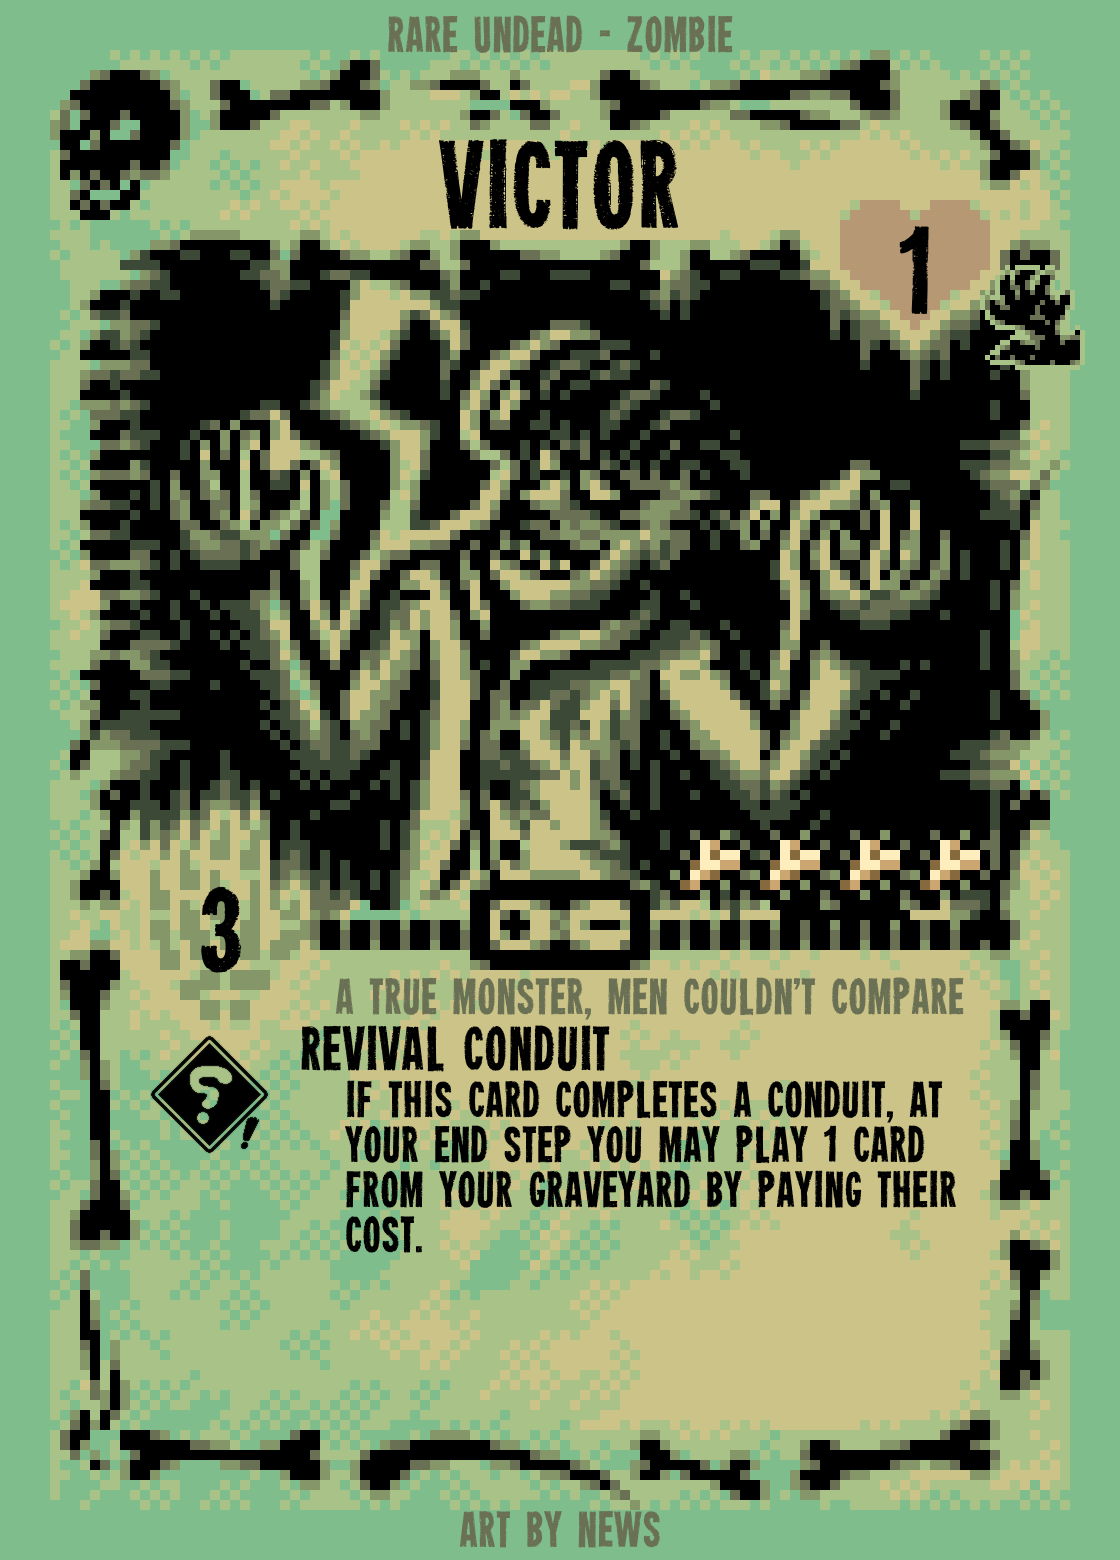 RARE UNDEAD - ZOMBIE
VICTOR
1
3
A TRUE MONSTER, MEN COULDN'T COMPARE
REVIVAL CONDUIT
?!
IF THIS CARD COMPLETES A CONDUIT, AT
YOUR END STEP YOU MAY PLAY 1 CARD
FROM YOUR GRAVEYARD BY PAYING THEIR
COST.
ART BY NEWS